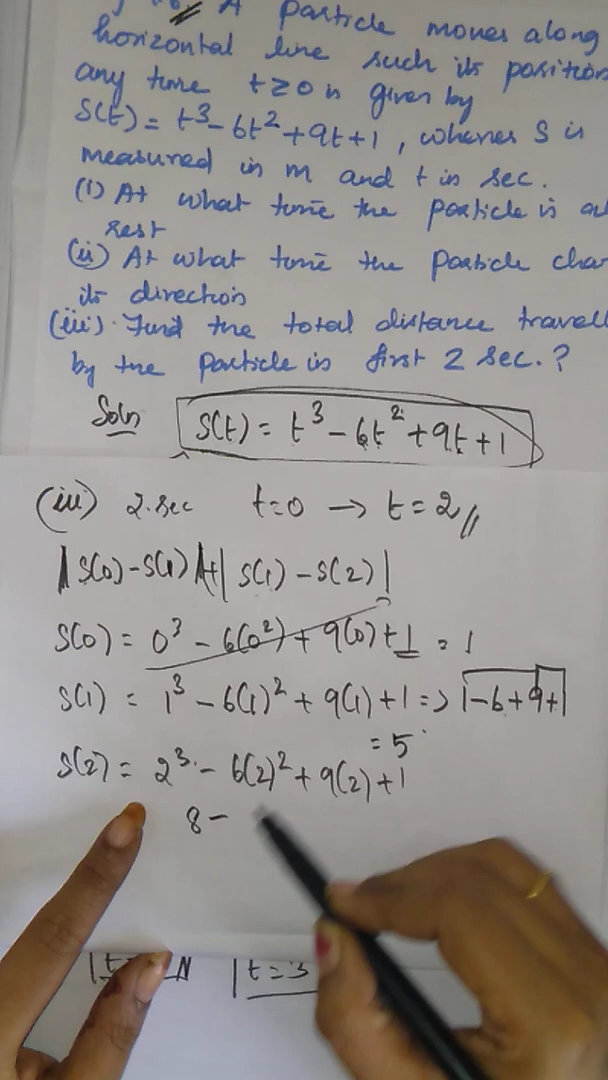 A particle moves along
horizontal line such its position
any time t≥0 is given by
S(t) = t³ - 6t² + 9t + 1, wheres S is
measured in m and t in sec.
(i) At what time the particle is
rest
(ii) At what time the particle
its direction
(iii). Find the total distance
by the particle in first 2 sec.?
Soln S(t) = t³ - 6t² + 9t + 1
(iii) 2.sec t=0 → t=2//
|S(0)-S(1)|+|S(1)-S(2)|
S(0) = 0³ - 6(0²) + 9(0) + 1 = 1
S(1) = 1³ - 6(1)² + 9(1) + 1 => 1-6+9+1
= 5
S(2) = 2³ - 6(2)² + 9(2) + 1
8 -
t=3